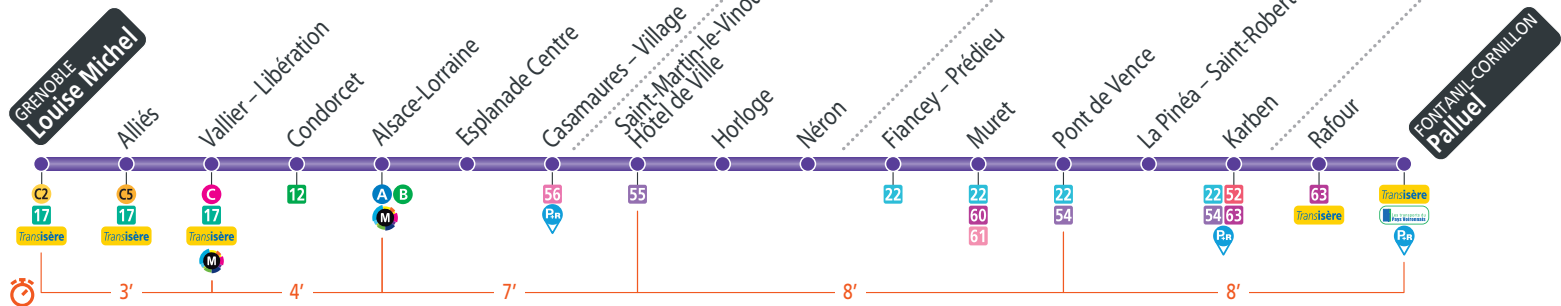 GRENOBLE
Louise Michel
Alliés
Vallier – Libération
Condorcet
Alsace-Lorraine
Esplanade Centre
Casamaures – Village
Saint-Martin-le-Vinoux
Hôtel de Ville
Horloge
Néron
Fiancey – Prédieu
Muret
Pont de Vence
La Pinéa – Saint-Robert
Karben
Rafour
FONTANIL-CORNILLON
Palluel
C2
17
Transisère
C5
17
Transisère
C
17
Transisère
M
12
A B
M
56
P+R
55
22
22
60
61
22
54
22 52
54 63
P+R
63
Transisère
Transisère
Pays Voironnais
P+R
3’ 4’ 7’ 8’ 8’